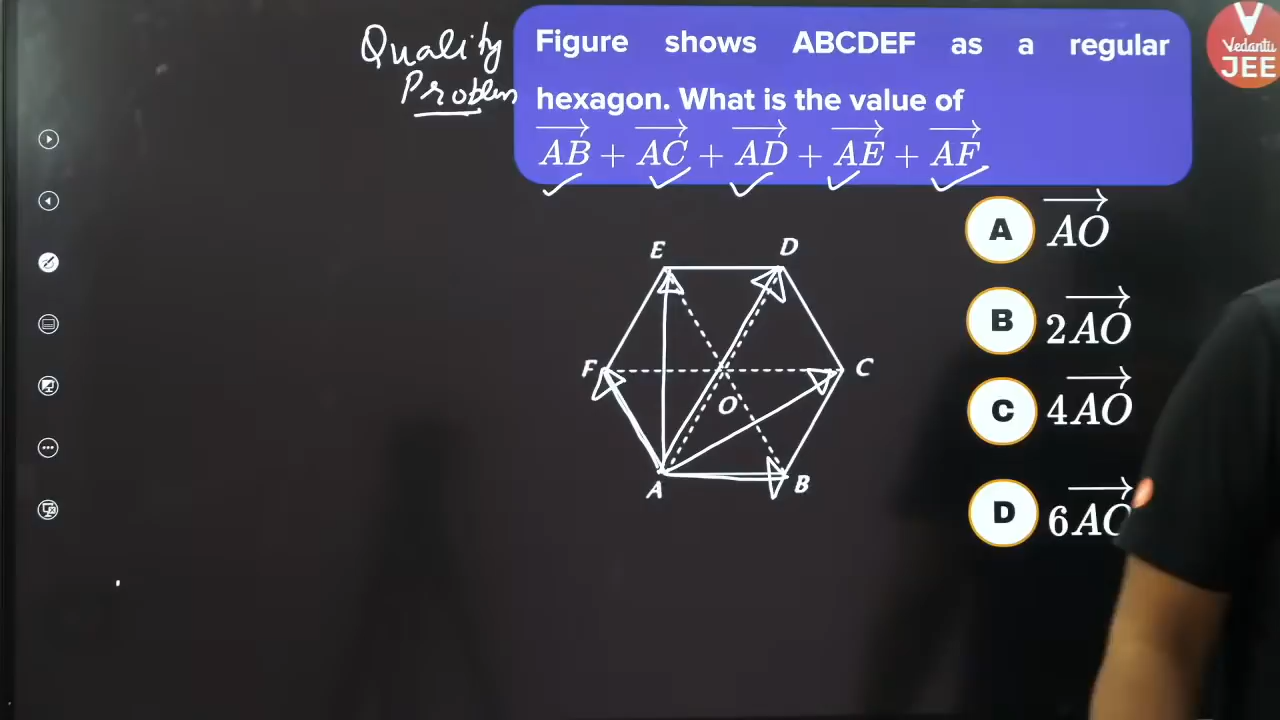 Quality
Problem
Figure shows ABCDEF as a regular
hexagon. What is the value of
AB + AC + AD + AE + AF
Vedantu
JEE
A AO
B 2AO
C 4AO
D 6AO
E D
F C
O
A B